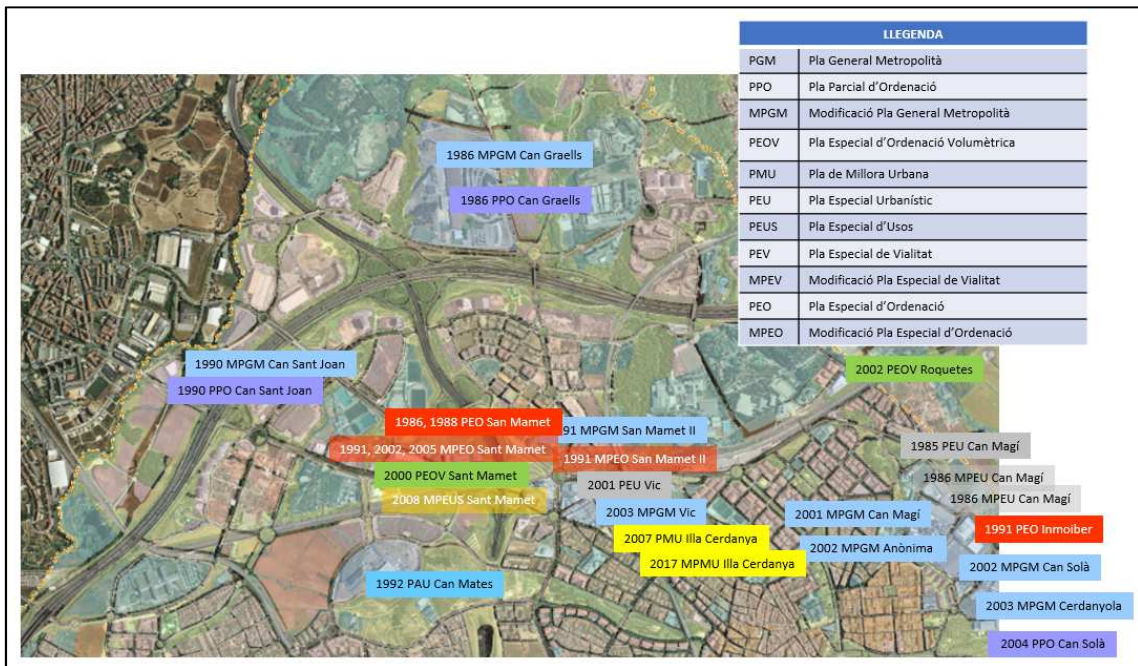 LLEGENDA
PGM Pla General Metropolità
PPO Pla Parcial d'Ordenació
MPGM Modificació Pla General Metropolità
PEOV Pla Especial d'Ordenació Volumètrica
PMU Pla de Millora Urbana
PEU Pla Especial Urbanístic
PEUS Pla Especial d'Usos
PEV Pla Especial de Vialitat
MPEV Modificació Pla Especial de Vialitat
PEO Pla Especial d'Ordenació
MPEO Modificació Pla Especial d'Ordenació
1986 MPGM Can Graells
1986 PPO Can Graells
1990 MPGM Can Sant Joan
1990 PPO Can Sant Joan
2002 PEOV Roquetes
1986, 1988 PEO San Mamet
91 MPGM San Mamet II
1991, 2002, 2005 MPEO Sant Mamet
1991 MPEO San Mamet II
2000 PEOV Sant Mamet
2001 PEU Vic
2008 MPEUS Sant Mamet
2003 MPGM Vic
1985 PEU Can Magí
1986 MPEU Can Magí
1986 MPEU Can Magí
2001 MPGM Can Magí
1991 PEO Inmoiber
2007 PMU Illa Cerdanya
2002 MPGM Anònima
2017 MPMU Illa Cerdanya
2002 MPGM Can Solà
1992 PAU Can Mates
2003 MPGM Cerdanyola
2004 PPO Can Solà